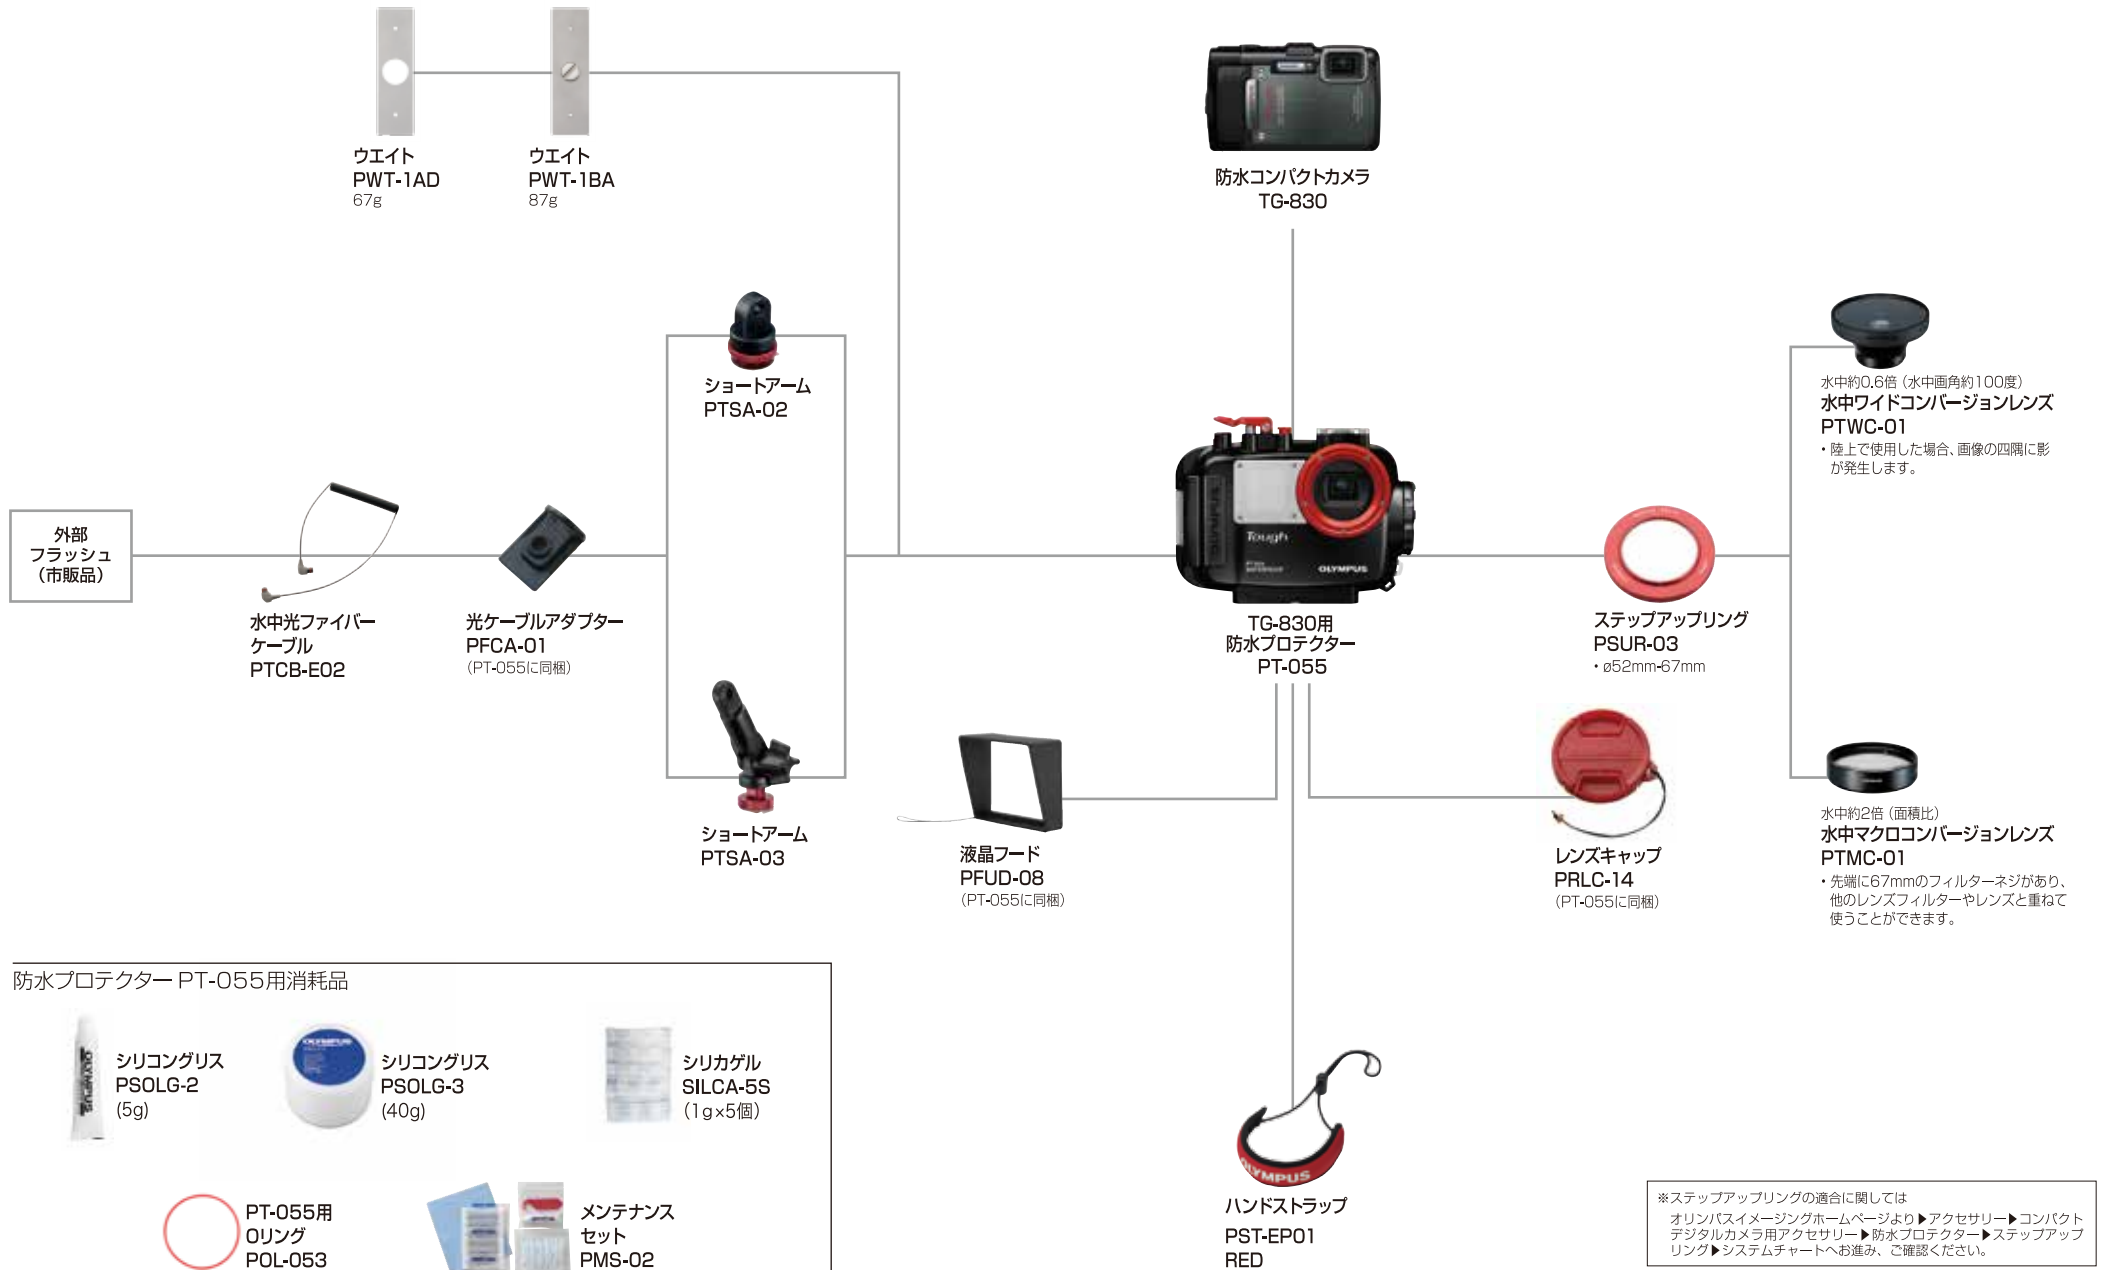 ウエイト
PWT-1AD
67g
ウエイト
PWT-1BA
87g
防水コンパクトカメラ
TG-830
ショートアーム
PTSA-02
水中約0.6倍（水中画角約100度）
水中ワイドコンバージョンレンズ
PTWC-01
・陸上で使用した場合、画像の四隅に影
が発生します。
外部
フラッシュ
（市販品）
水中光ファイバー
ケーブル
PTCB-E02
光ケーブルアダプター
PFCA-01
（PT-055に同梱）
OLYMPUS
Tough
OLYMPUS
TG-830用
防水プロテクター
PT-055
ステップアップリング
PSUR-03
・ø52mm-67mm
ショートアーム
PTSA-03
液晶フード
PFUD-08
（PT-055に同梱）
レンズキャップ
PRLC-14
（PT-055に同梱）
水中約2倍（面積比）
水中マクロコンバージョンレンズ
PTMC-01
・先端に67mmのフィルターネジがあり、
他のレンズフィルターやレンズと重ねて
使うことができます。
防水プロテクター PT-055用消耗品
OLYMPUS
シリコングリス
PSOLG-2
(5g)
OLYMPUS
シリコングリス
PSOLG-3
(40g)
シリカゲル
SILCA-5S
（1g×5個）
PT-055用
Oリング
POL-053
メンテナンス
セット
PMS-02
OLYMPUS
ハンドストラップ
PST-EP01
RED
※ステップアップリングの適合に関しては
オリンパスイメージングホームページより▶アクセサリー▶コンパクト
デジタルカメラ用アクセサリー▶防水プロテクター▶ステップアップ
リング▶システムチャートへお進み、ご確認ください。